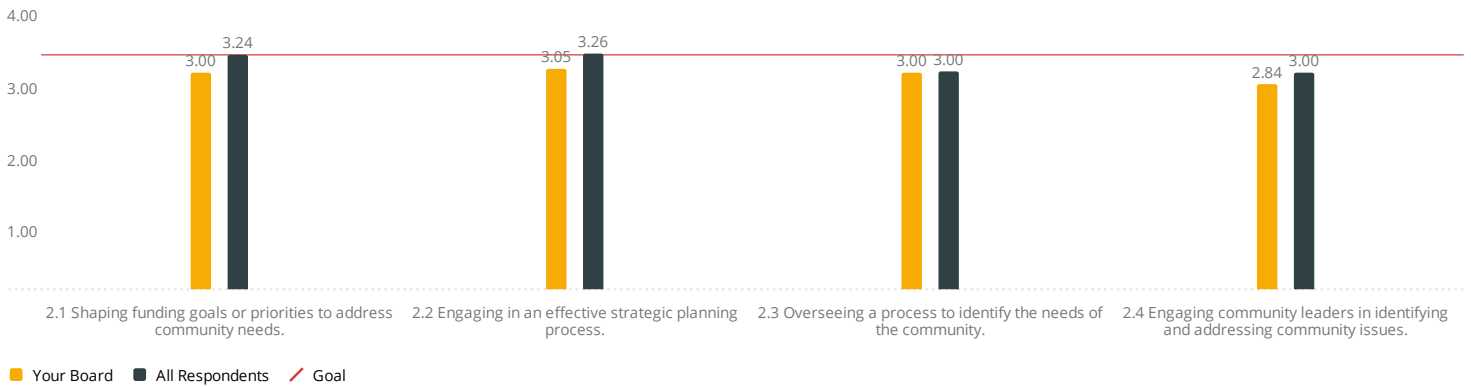 4.00
3.00
2.00
1.00
3.00 3.24
3.05 3.26
3.00 3.00
2.84 3.00
2.1 Shaping funding goals or priorities to address
community needs.
2.2 Engaging in an effective strategic planning
process.
2.3 Overseeing a process to identify the needs of
the community.
2.4 Engaging community leaders in identifying
and addressing community issues.
Your Board All Respondents Goal